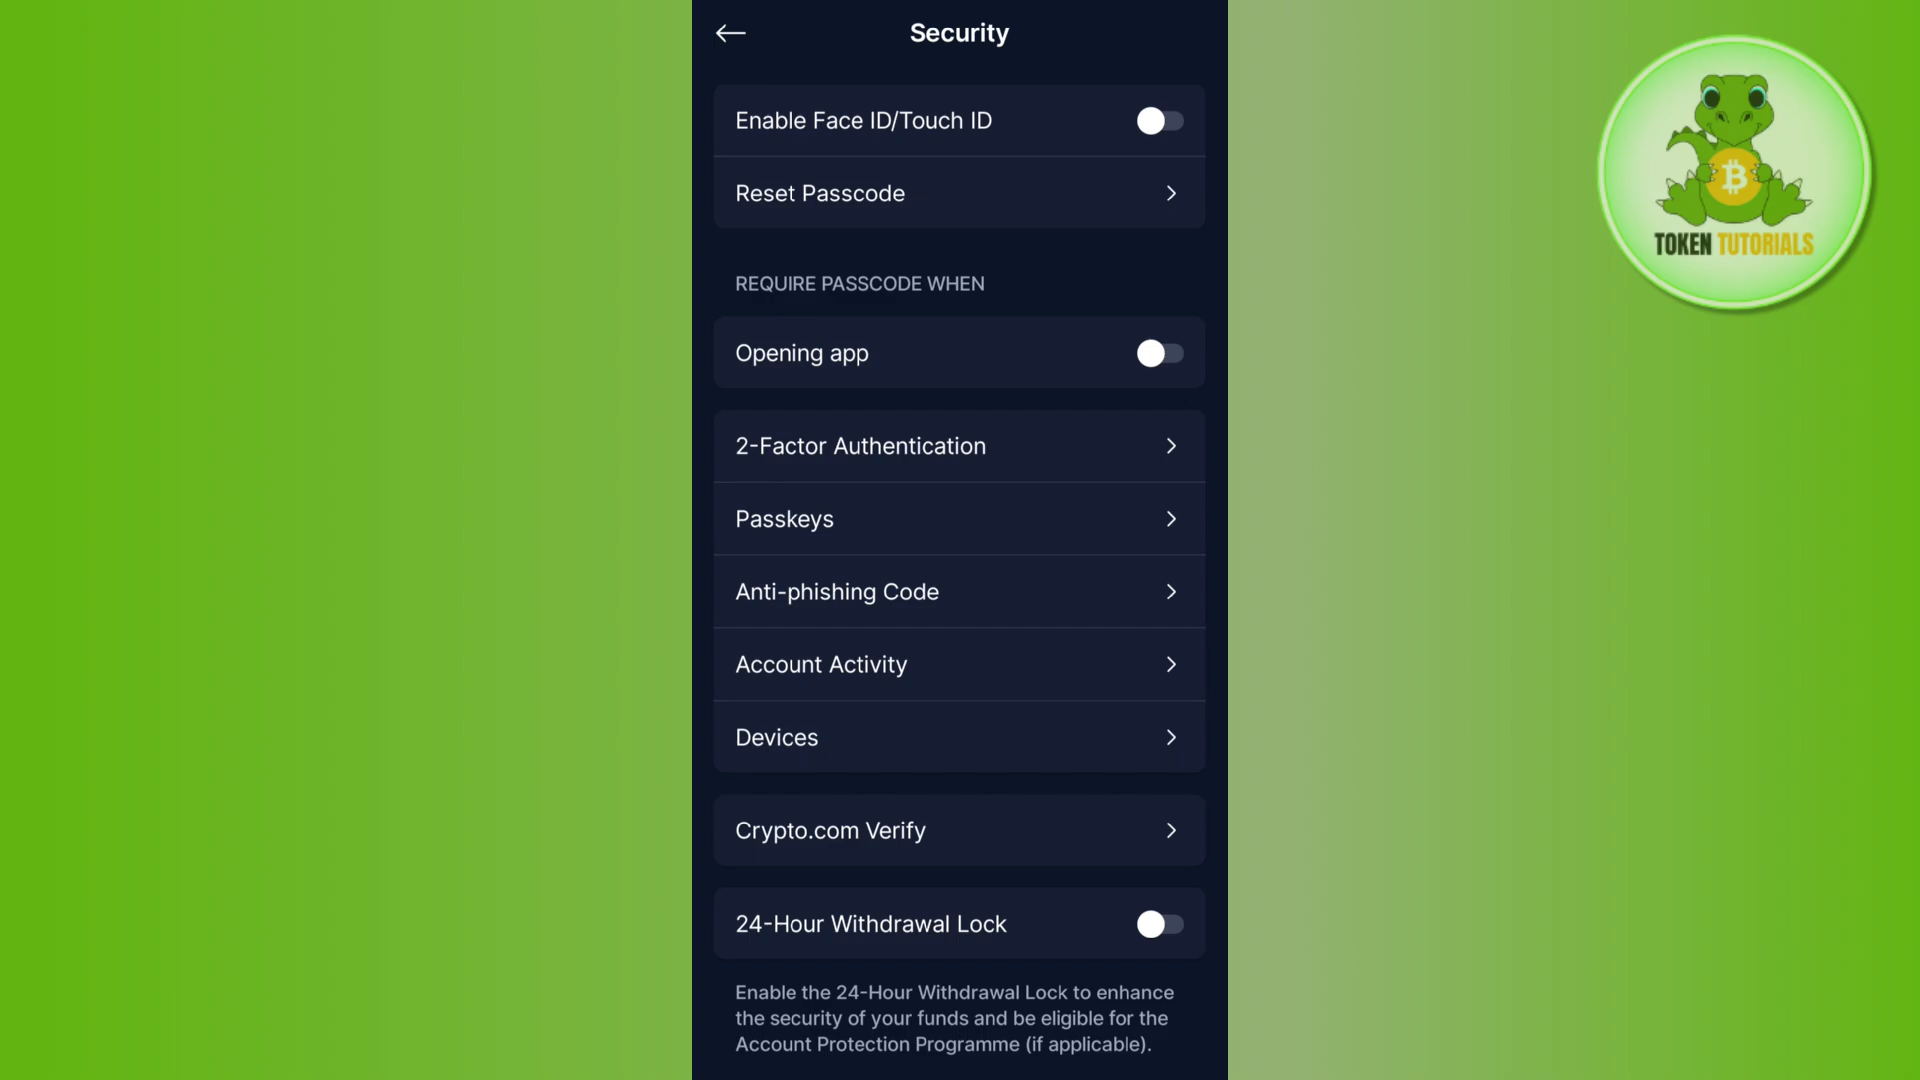 Security
Enable Face ID/Touch ID
Reset Passcode
REQUIRE PASSCODE WHEN
Opening app
2-Factor Authentication
Passkeys
Anti-phishing Code
Account Activity
Devices
Crypto.com Verify
24-Hour Withdrawal Lock
Enable the 24-Hour Withdrawal Lock to enhance
the security of your funds and be eligible for the
Account Protection Programme (if applicable).
TOKEN TUTORIALS